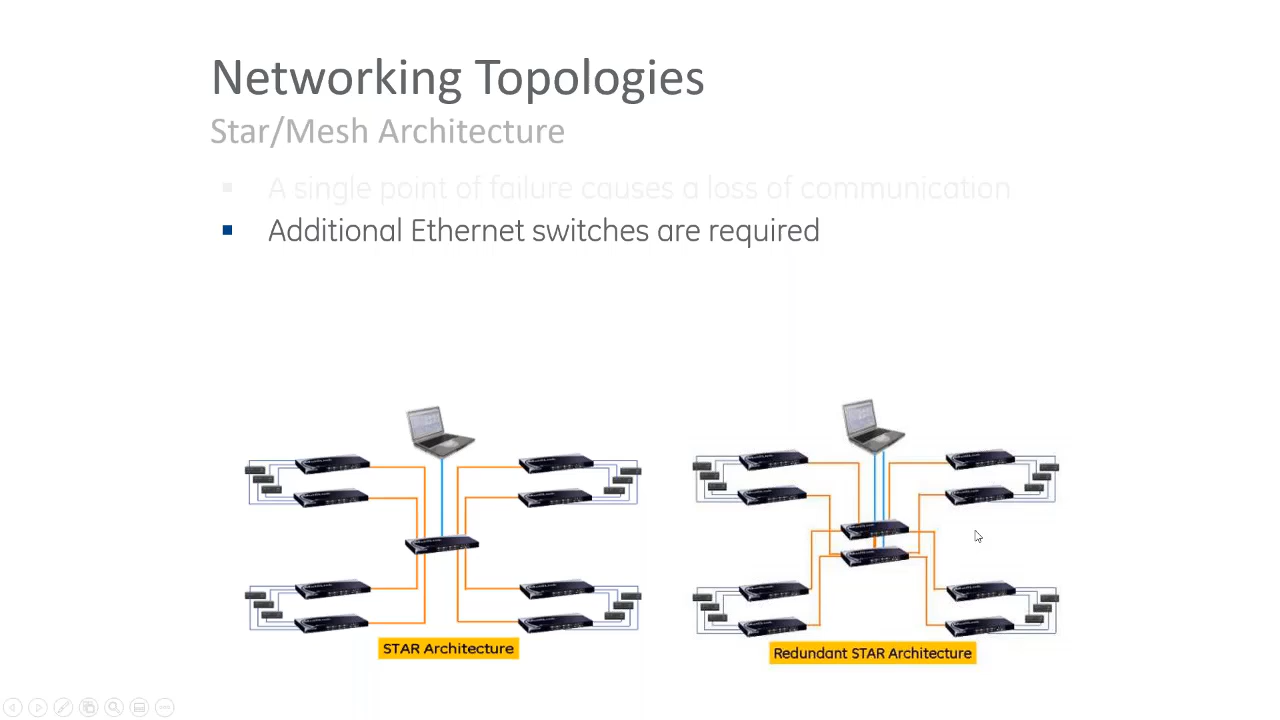 Networking Topologies
Star/Mesh Architecture
A single point of failure causes a loss of communication
Additional Ethernet switches are required
STAR Architecture
Redundant STAR Architecture